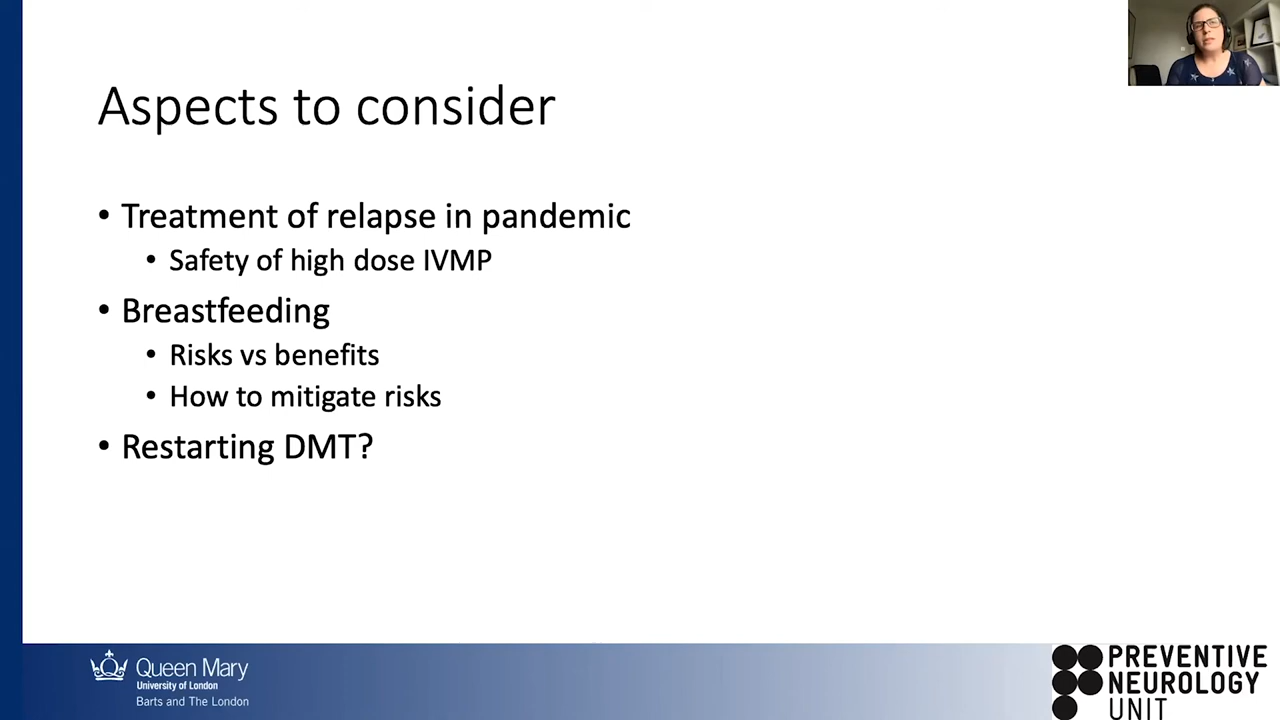 Aspects to consider
• Treatment of relapse in pandemic
• Safety of high dose IVMP
• Breastfeeding
• Risks vs benefits
• How to mitigate risks
• Restarting DMT?
Queen Mary
University of London
Barts and The London
PREVENTIVE
NEUROLOGY
UNIT